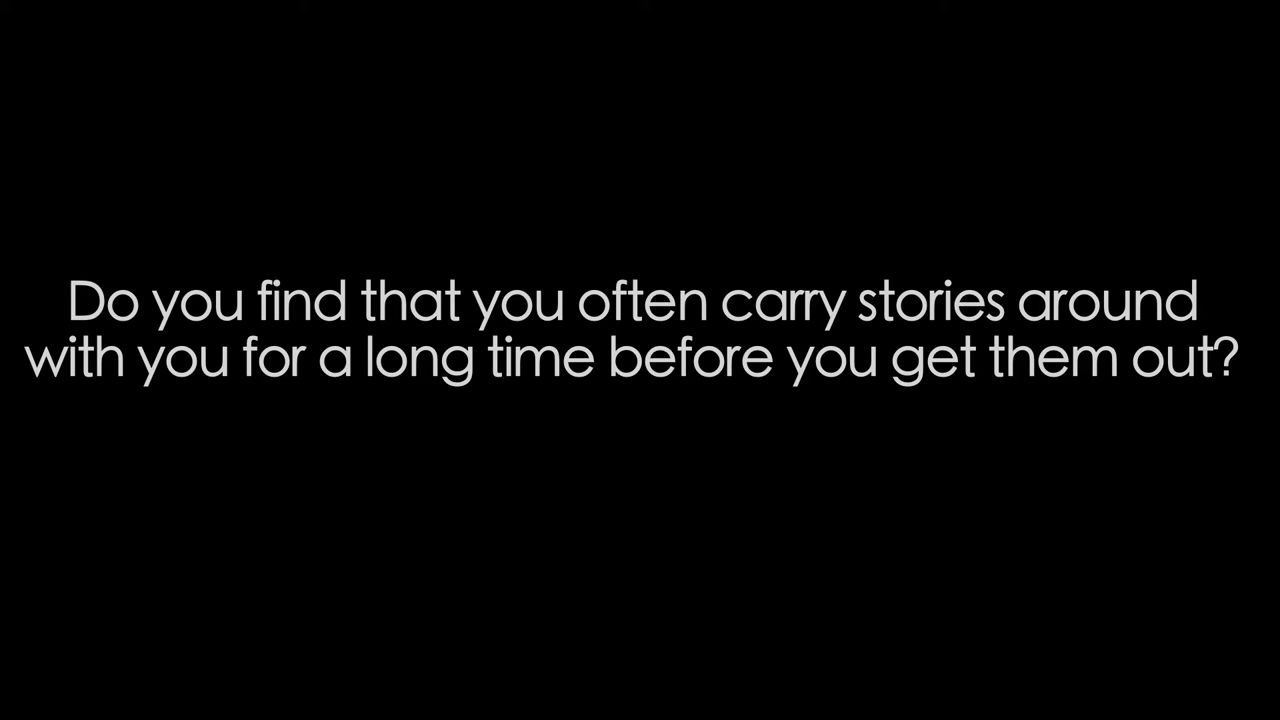 Do you find that you often carry stories around
with you for a long time before you get them out?